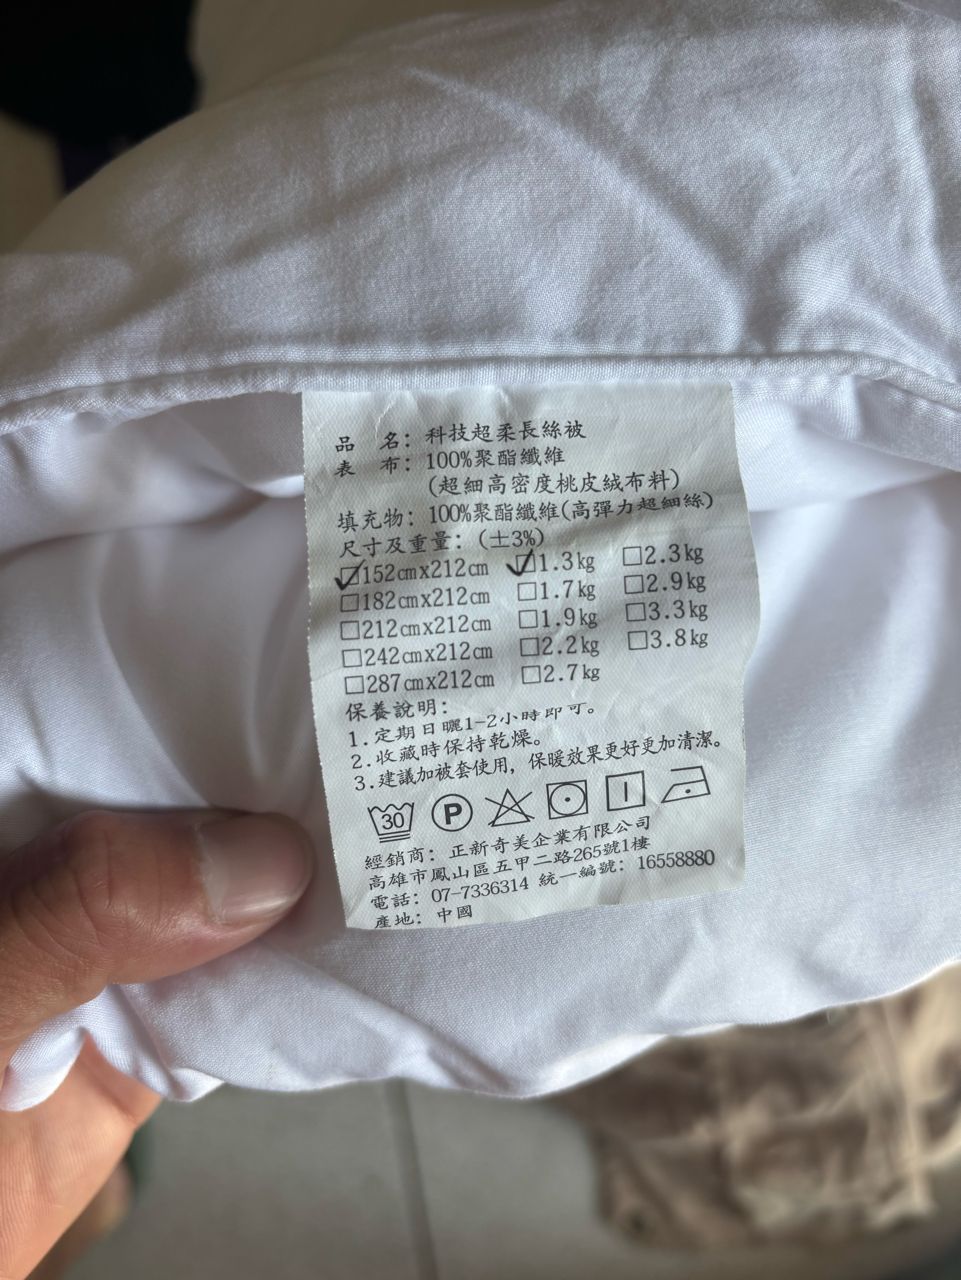 品　名：科技超柔長絲被
表　布：100%聚酯纖維
(超細高密度桃皮絨布料)
填充物：100%聚酯纖維(高彈力超細絲)
尺寸及重量：(±3%)
☑152cmx212cm ☑1.3kg □2.3kg
□182cmx212cm □1.7kg □2.9kg
□212cmx212cm □1.9kg □3.3kg
□242cmx212cm □2.2kg □3.8kg
□287cmx212cm □2.7kg
保養說明：
1.定期日曬1-2小時即可。
2.收藏時保持乾燥。
3.建議加被套使用，保暖效果更好更加清潔。
30 P
經銷商：正新奇美企業有限公司
高雄市鳳山區五甲二路265號1樓
電話：07-7336314 統一編號：16558880
產地：中國